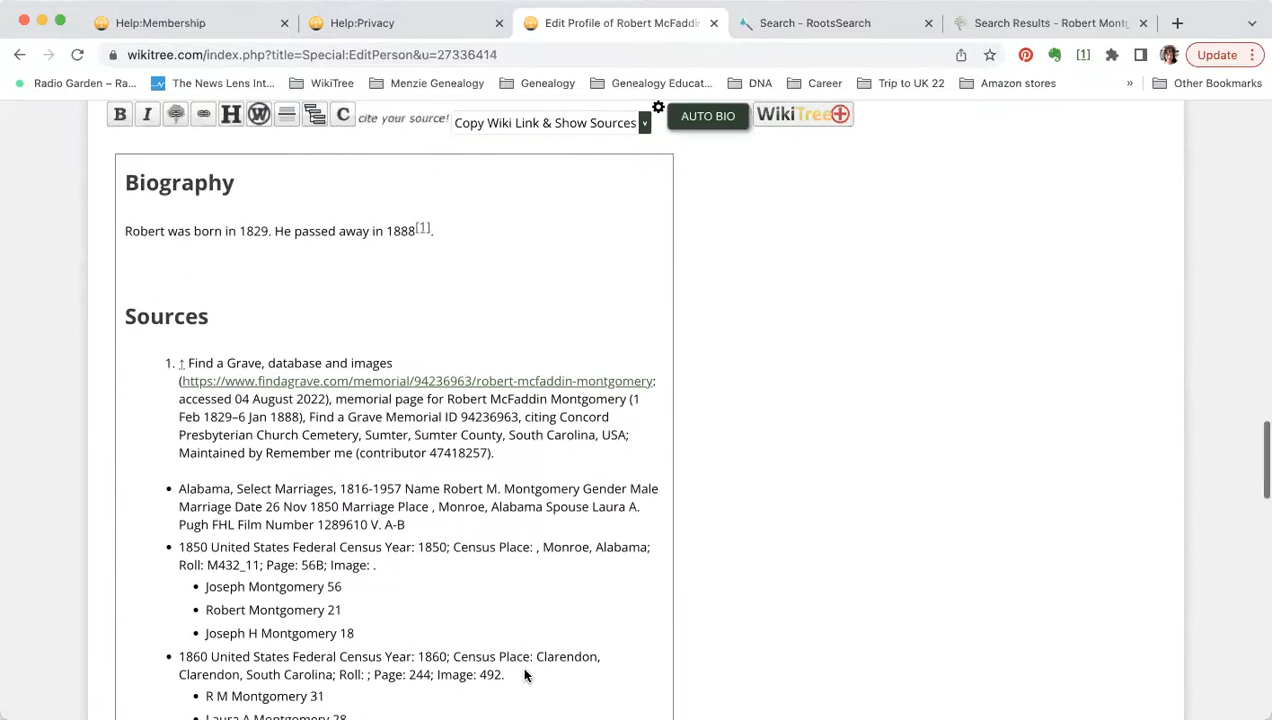 Help:Membership
Help:Privacy
Edit Profile of Robert McFaddi
Search - RootsSearch
Search Results - Robert Mont
wikitree.com/index.php?title=Special:EditPerson&u=27336414
[1]
Update
Radio Garden – Ra...
The News Lens Int...
WikiTree
Menzie Genealogy
Genealogy
Genealogy Educat...
DNA
Career
Trip to UK 22
Amazon stores
»
Other Bookmarks
B I H W C cite your source! Copy Wiki Link & Show Sources AUTO BIO WikiTree
Biography
Robert was born in 1829. He passed away in 1888[1].
Sources
1. ↑ Find a Grave, database and images
(https://www.findagrave.com/memorial/94236963/robert-mcfaddin-montgomery:
accessed 04 August 2022), memorial page for Robert McFaddin Montgomery (1
Feb 1829–6 Jan 1888), Find a Grave Memorial ID 94236963, citing Concord
Presbyterian Church Cemetery, Sumter, Sumter County, South Carolina, USA;
Maintained by Remember me (contributor 47418257).
• Alabama, Select Marriages, 1816-1957 Name Robert M. Montgomery Gender Male
Marriage Date 26 Nov 1850 Marriage Place , Monroe, Alabama Spouse Laura A.
Pugh FHL Film Number 1289610 V. A-B
• 1850 United States Federal Census Year: 1850; Census Place: , Monroe, Alabama;
Roll: M432_11; Page: 56B; Image: .
• Joseph Montgomery 56
• Robert Montgomery 21
• Joseph H Montgomery 18
• 1860 United States Federal Census Year: 1860; Census Place: Clarendon,
Clarendon, South Carolina; Roll: ; Page: 244; Image: 492.
• R M Montgomery 31
• Laura A Montgomery 28